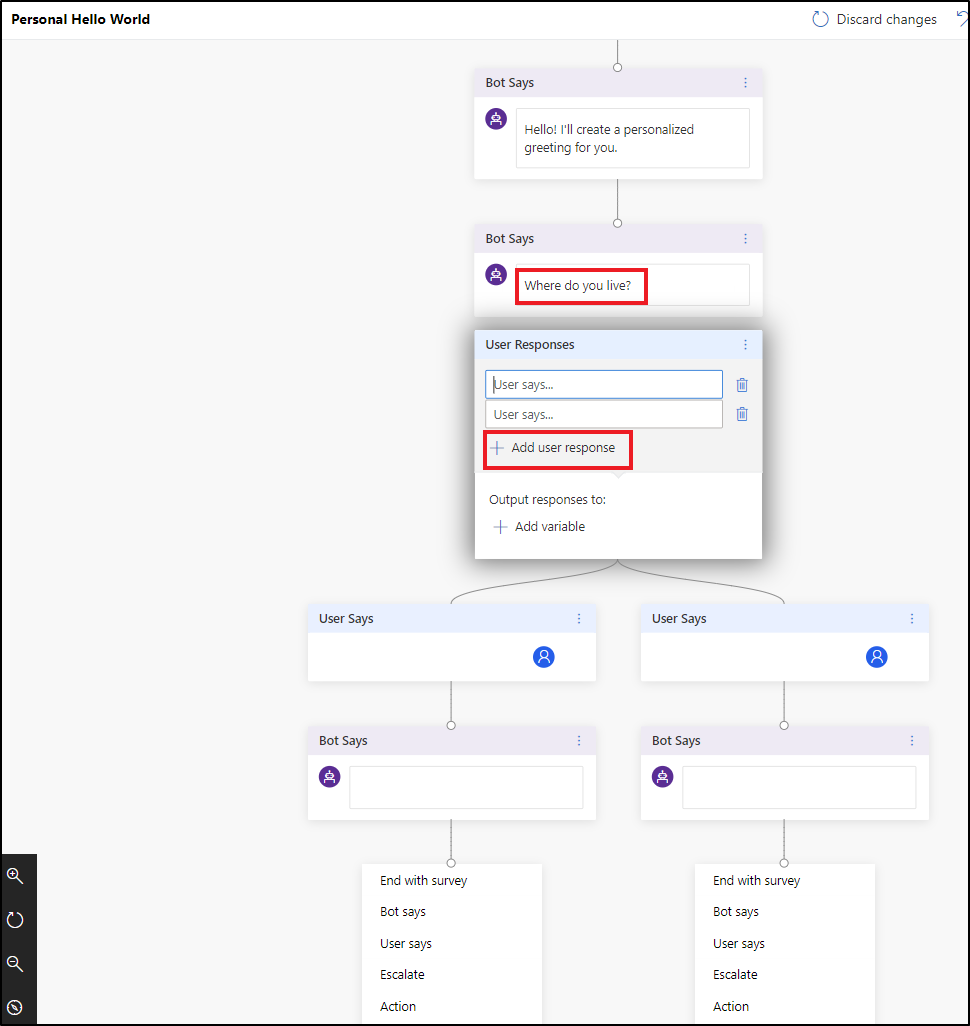 Personal Hello World
Discard changes
Bot Says
Hello! I'll create a personalized
greeting for you.
Bot Says
Where do you live?
User Responses
User says...
User says...
Add user response
Output responses to:
Add variable
User Says
User Says
Bot Says
Bot Says
End with survey
Bot says
User says
Escalate
Action
End with survey
Bot says
User says
Escalate
Action